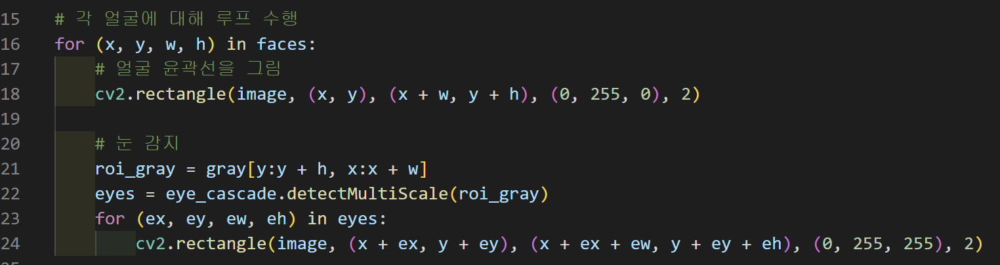 15 # 각 얼굴에 대해 루프 수행
16 for (x, y, w, h) in faces:
17     # 얼굴 윤곽선을 그림
18     cv2.rectangle(image, (x, y), (x + w, y + h), (0, 255, 0), 2)
19
20     # 눈 감지
21     roi_gray = gray[y:y + h, x:x + w]
22     eyes = eye_cascade.detectMultiScale(roi_gray)
23     for (ex, ey, ew, eh) in eyes:
24         cv2.rectangle(image, (x + ex, y + ey), (x + ex + ew, y + ey + eh), (0, 255, 255), 2)